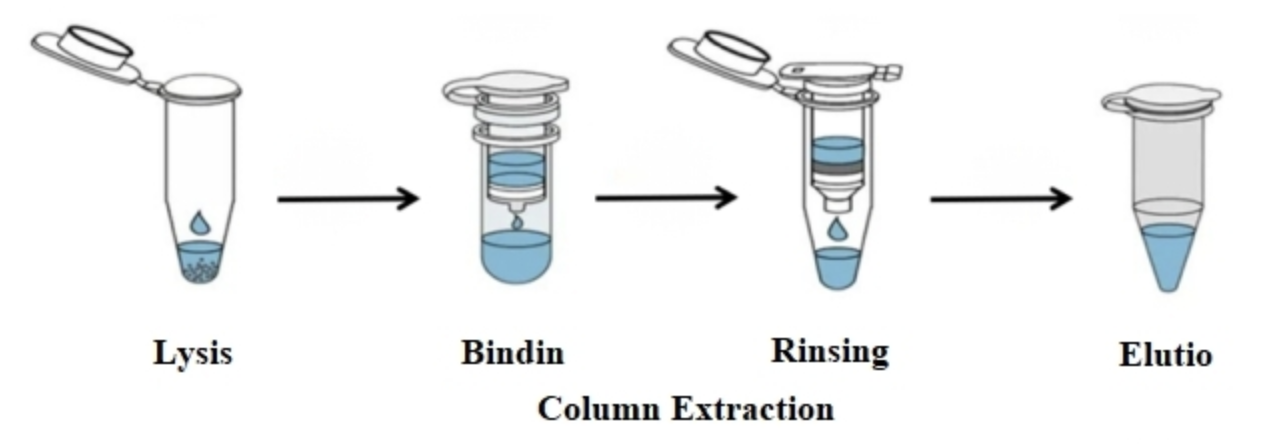 Lysis
Bindin
Rinsing
Elutio
Column Extraction